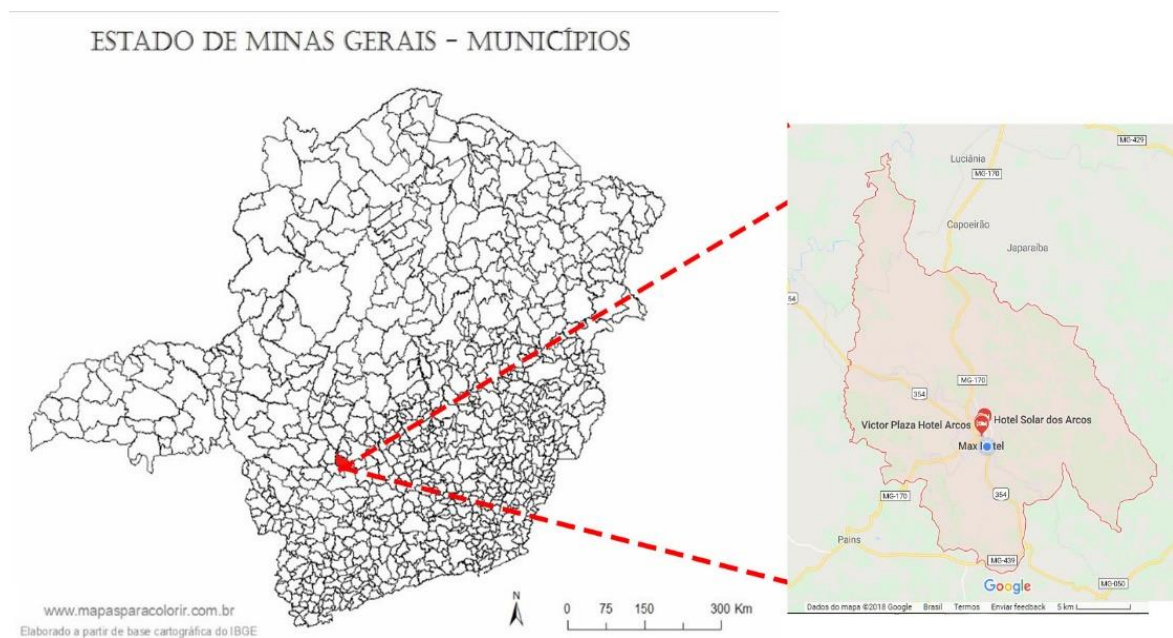 ESTADO DE MINAS GERAIS - MUNICÍPIOS
www.mapasparacolorir.com.br
Elaborado a partir de base cartográfica do IBGE
N
0 75 150 300 Km
MG-429
Luciânia
MG-170
Capoeirão
Japaraíba
354
MG-170
354
Hotel Solar dos Arcos
Victor Plaza Hotel Arcos
Max Hotel
354
MG-170
Pains
MG-439
Google
MG-050
Dados do mapa ©2018 Google Brasil Termos Enviar feedback 5 km